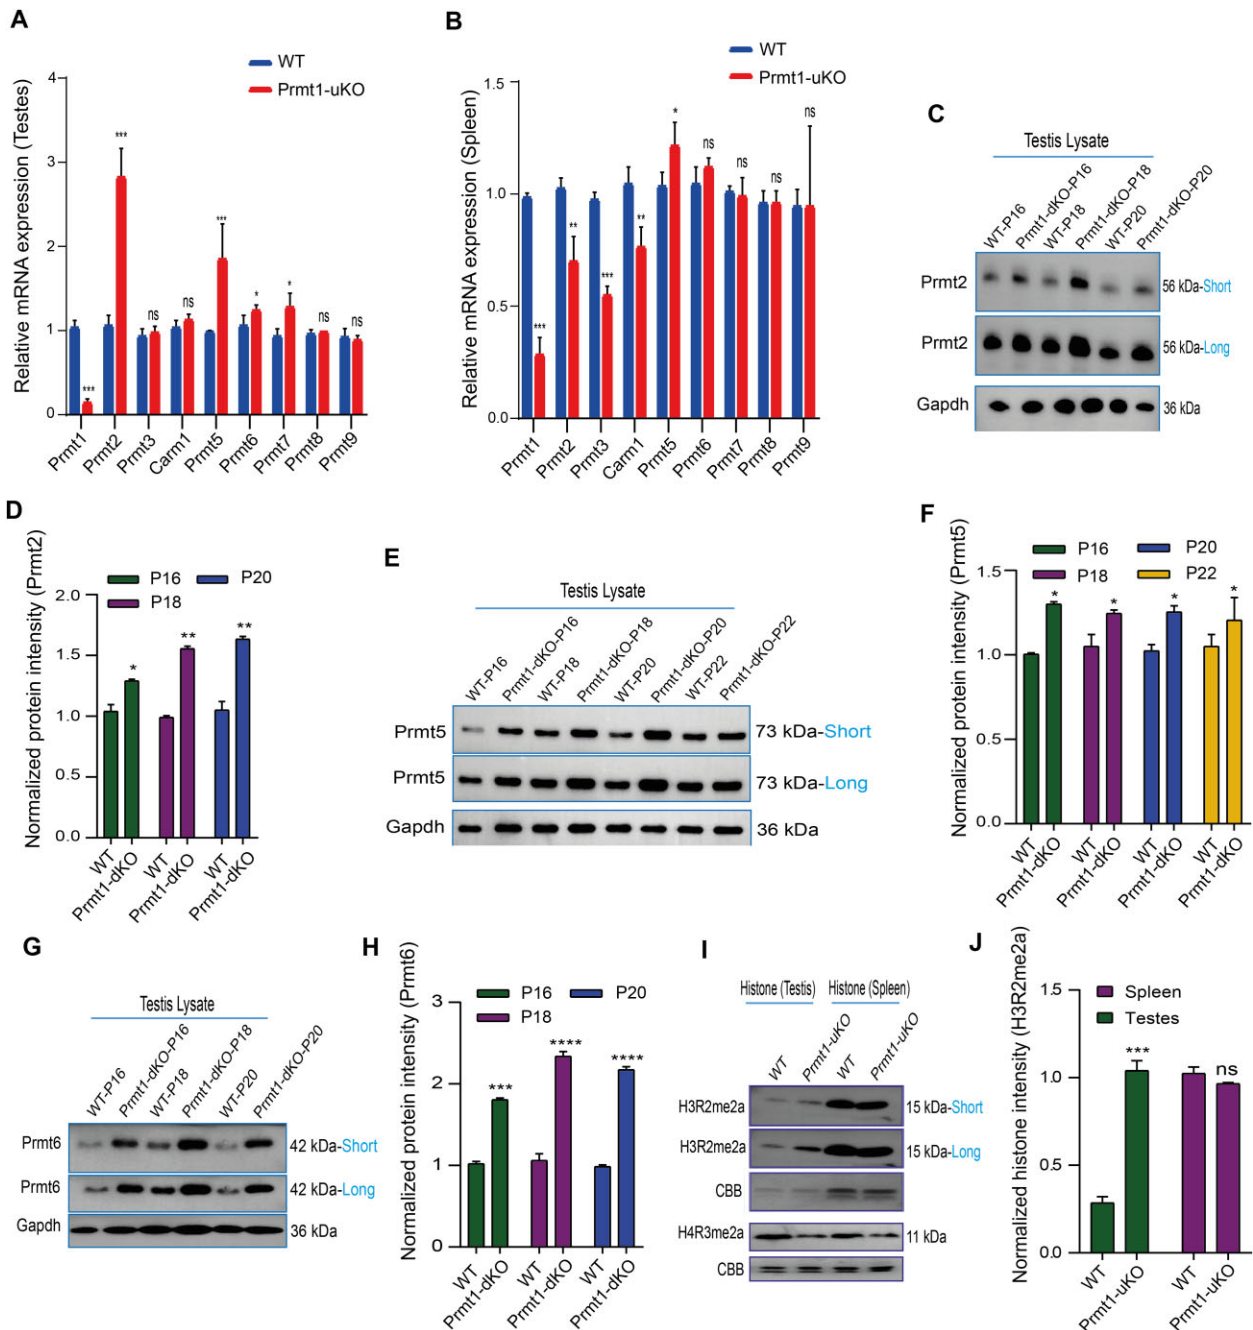 A
WT
Prmt1-uKO
Relative mRNA expression (Testes)
4
3
2
1
0
***
***
ns
ns
***
*
*
ns
ns
Prmt1
Prmt2
Prmt3
Carm1
Prmt5
Prmt6
Prmt7
Prmt8
Prmt9
B
WT
Prmt1-uKO
Relative mRNA expression (Spleen)
1.5
1.0
0.5
0.0
***
**
***
**
*
ns
ns
ns
ns
Prmt1
Prmt2
Prmt3
Carm1
Prmt5
Prmt6
Prmt7
Prmt8
Prmt9
C
Testis Lysate
WT-P16
Prmt1-dKO-P16
WT-P18
Prmt1-dKO-P18
WT-P20
Prmt1-dKO-P20
Prmt2
56 kDa-Short
Prmt2
56 kDa-Long
Gapdh
36 kDa
D
Normalized protein intensity (Prmt2)
P16
P20
P18
2.0
1.5
1.0
0.5
0.0
*
**
**
WT
Prmt1-dKO
WT
Prmt1-dKO
WT
Prmt1-dKO
E
Testis Lysate
WT-P16
Prmt1-dKO-P16
WT-P18
Prmt1-dKO-P18
WT-P20
Prmt1-dKO-P20
WT-P22
Prmt1-dKO-P22
Prmt5
73 kDa-Short
Prmt5
73 kDa-Long
Gapdh
36 kDa
F
Normalized protein intensity (Prmt5)
P16
P20
P18
P22
1.5
1.0
0.5
0.0
*
*
*
*
WT
Prmt1-dKO
WT
Prmt1-dKO
WT
Prmt1-dKO
WT
Prmt1-dKO
G
Testis Lysate
WT-P16
Prmt1-dKO-P16
WT-P18
Prmt1-dKO-P18
WT-P20
Prmt1-dKO-P20
Prmt6
42 kDa-Short
Prmt6
42 kDa-Long
Gapdh
36 kDa
H
Normalized protein intensity (Prmt6)
P16
P20
P18
3
2
1
0
***
****
****
WT
Prmt1-dKO
WT
Prmt1-dKO
WT
Prmt1-dKO
I
Histone (Testis)
Histone (Spleen)
WT
Prmt1-uKO
WT
Prmt1-uKO
H3R2me2a
15 kDa-Short
H3R2me2a
15 kDa-Long
CBB
H4R3me2a
11 kDa
CBB
J
Normalized histone intensity (H3R2me2a)
Spleen
Testes
1.5
1.0
0.5
0.0
***
ns
WT
Prmt1-uKO
WT
Prmt1-uKO